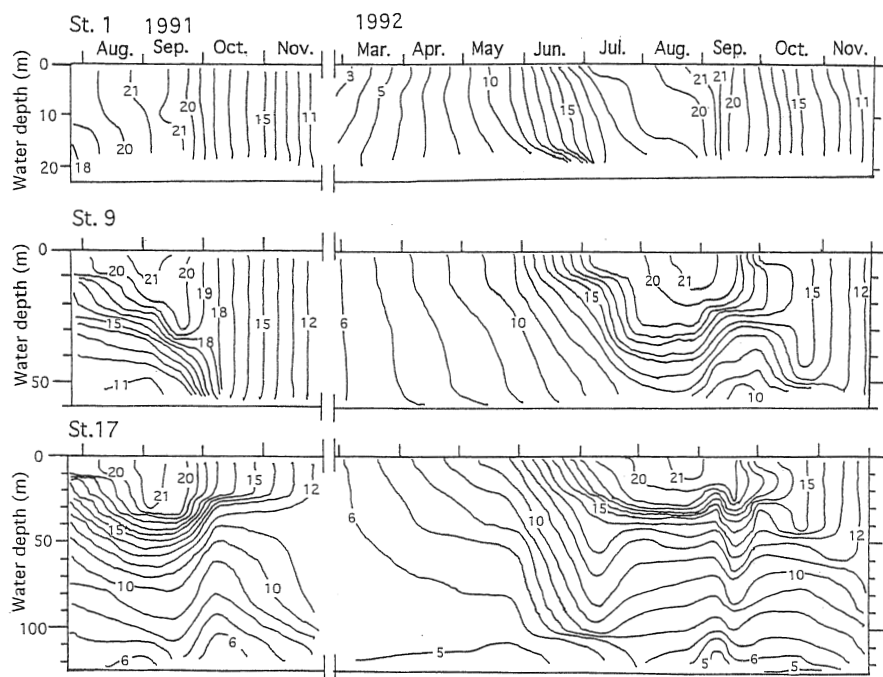 St. 1 1991 1992
Aug. Sep. Oct. Nov. Mar. Apr. May Jun. Jul. Aug. Sep. Oct. Nov.
Water depth (m)
0
10
20
18 20 21 21 20 15 11 3 5 10 15 20 21 21 20 15 11
St. 9
Water depth (m)
0
50
20 21 20 19 18 18 15 15 12 11 6 10 15 20 21 15 12 10
St.17
Water depth (m)
0
50
100
20 21 20 15 15 12 10 10 6 6 6 10 15 20 21 15 12 10 5 5 6 5